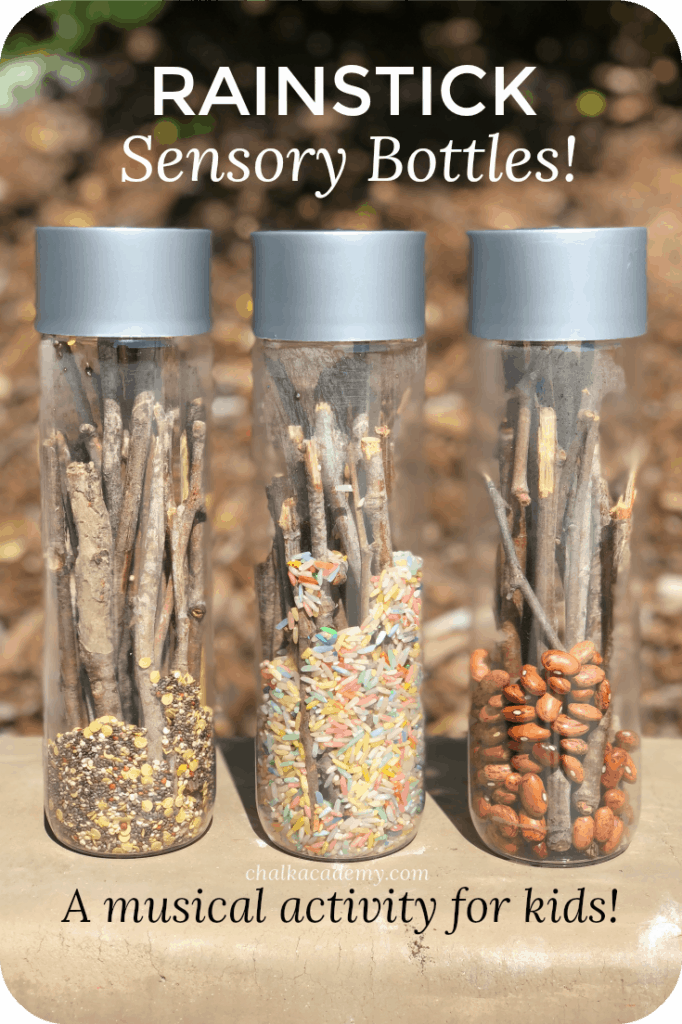 RAINSTICK
Sensory Bottles!
chalkacademy.com
A musical activity for kids!